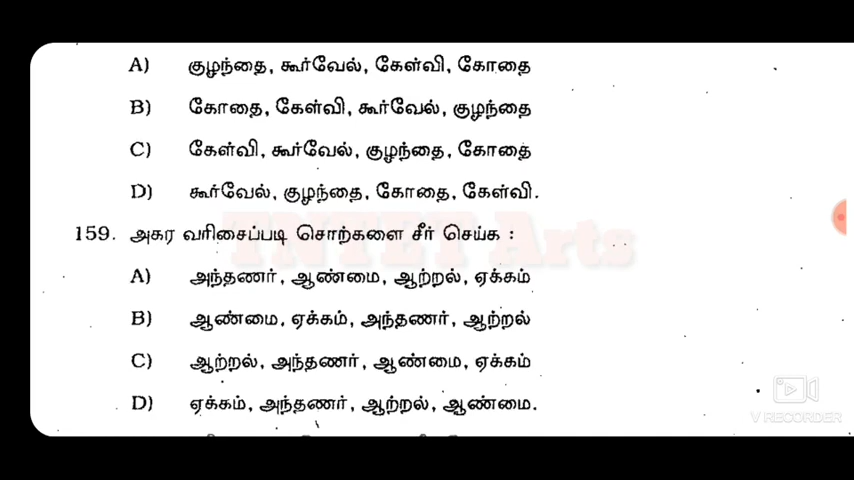 A) குழந்தை, கூர்வேல், கேள்வி, கோதை
B) கோதை, கேள்வி, கூர்வேல், குழந்தை
C) கேள்வி, கூர்வேல், குழந்தை, கோதை
D) கூர்வேல், குழந்தை, கோதை, கேள்வி.
159. அகர வரிசைப்படி சொற்களை சீர் செய்க :
TNTET Arts
A) அந்தணர், ஆண்மை, ஆற்றல், ஏக்கம்
B) ஆண்மை, ஏக்கம், அந்தணர், ஆற்றல்
C) ஆற்றல், அந்தணர், ஆண்மை, ஏக்கம்
D) ஏக்கம், அந்தணர், ஆற்றல், ஆண்மை.
V RECORDER